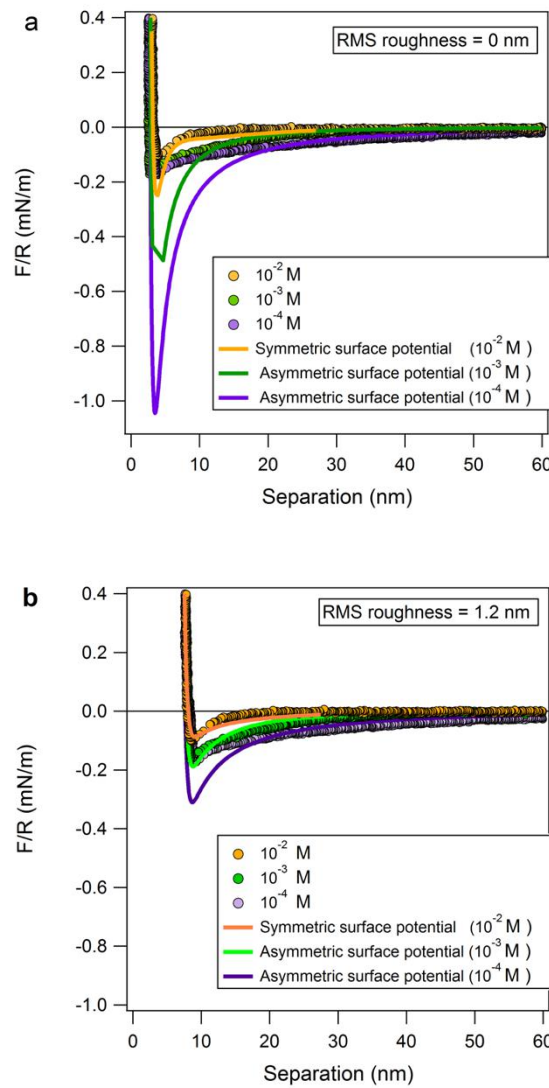 a
RMS roughness = 0 nm
0.4
0.2
0.0
-0.2
-0.4
-0.6
-0.8
-1.0
F/R (mN/m)
10⁻² M
10⁻³ M
10⁻⁴ M
Symmetric surface potential (10⁻² M )
Asymmetric surface potential (10⁻³ M )
Asymmetric surface potential (10⁻⁴ M )
0 10 20 30 40 50 60
Separation (nm)
b
RMS roughness = 1.2 nm
0.4
0.2
0.0
-0.2
-0.4
-0.6
-0.8
-1.0
F/R (mN/m)
10⁻² M
10⁻³ M
10⁻⁴ M
Symmetric surface potential (10⁻² M )
Asymmetric surface potential (10⁻³ M )
Asymmetric surface potential (10⁻⁴ M )
0 10 20 30 40 50 60
Separation (nm)